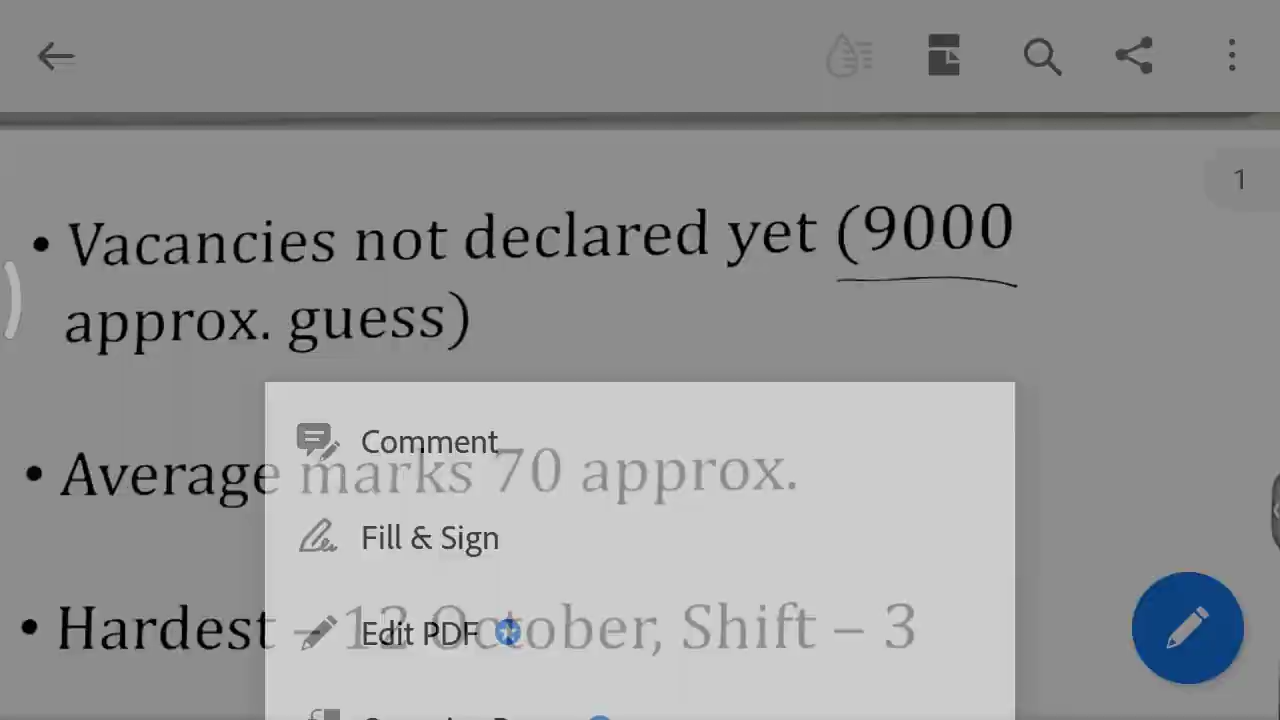 1
• Vacancies not declared yet (9000
approx. guess)
Comment
• Average marks 70 approx.
Fill & Sign
• Hardest – 12 October, Shift – 3
Edit PDF